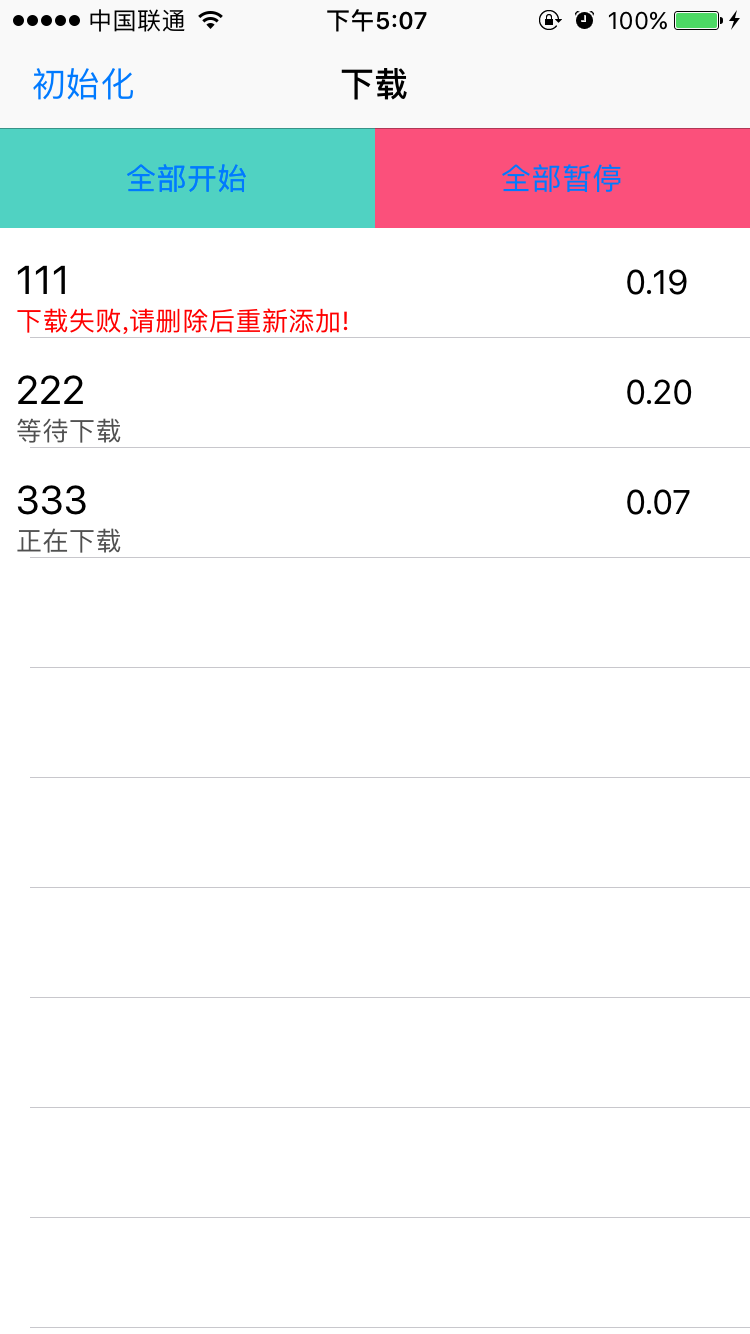 中国联通 下午5:07 100%
初始化 下载
全部开始 全部暂停
111 0.19
下载失败,请删除后重新添加!
222 0.20
等待下载
333 0.07
正在下载